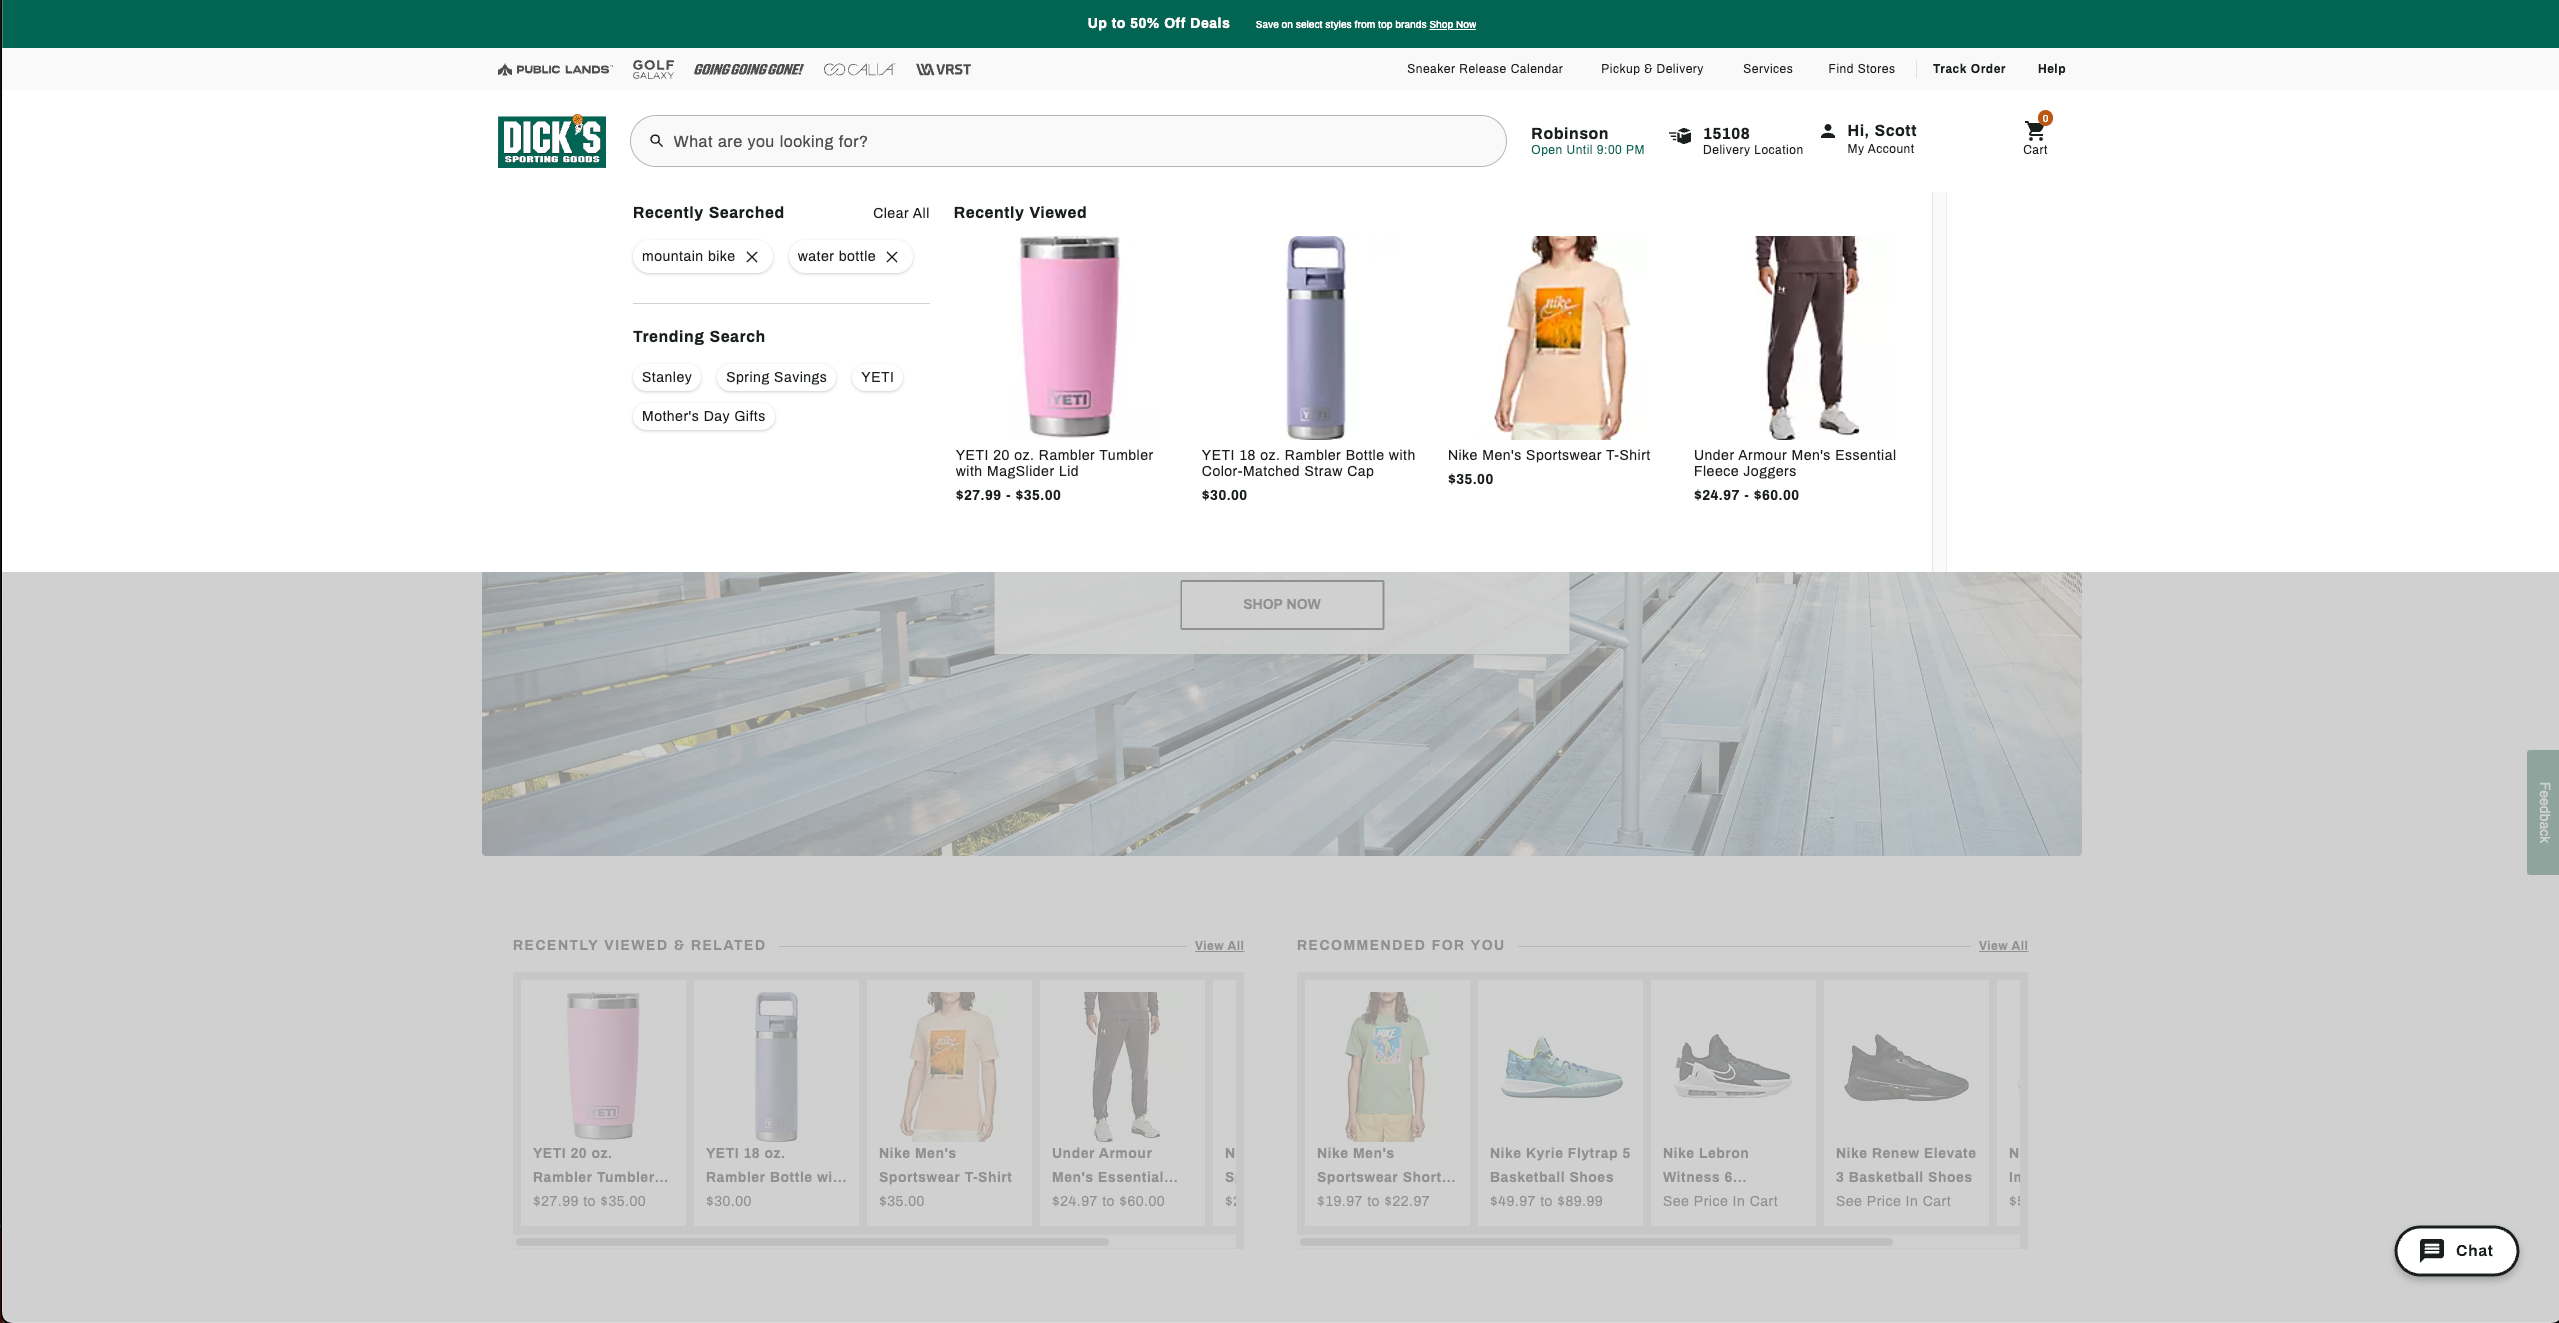 Up to 50% Off Deals Save on select styles from top brands Shop Now
PUBLIC LANDS GOLF GALAXY GOING GOING GONE! CALIA VRST Sneaker Release Calendar Pickup & Delivery Services Find Stores Track Order Help
DICK'S
SPORTING GOODS
What are you looking for?
Robinson
Open Until 9:00 PM
15108
Delivery Location
Hi, Scott
My Account
0
Cart
Recently Searched Clear All
mountain bike water bottle
Trending Search
Stanley Spring Savings YETI
Mother's Day Gifts
Recently Viewed
YETI
YETI 20 oz. Rambler Tumbler
with MagSlider Lid
$27.99 - $35.00
YETI
YETI 18 oz. Rambler Bottle with
Color-Matched Straw Cap
$30.00
nike
Nike Men's Sportswear T-Shirt
$35.00
Under Armour Men's Essential
Fleece Joggers
$24.97 - $60.00
SHOP NOW
Feedback
RECENTLY VIEWED & RELATED View All
YETI
YETI 20 oz.
Rambler Tumbler...
$27.99 to $35.00
YETI 18 oz.
Rambler Bottle wi...
$30.00
nike
Nike Men's
Sportswear T-Shirt
$35.00
Under Armour
Men's Essential...
$24.97 to $60.00
RECOMMENDED FOR YOU View All
NIKE
Nike Men's
Sportswear Short...
$19.97 to $22.97
Nike Kyrie Flytrap 5
Basketball Shoes
$49.97 to $89.99
Nike Lebron
Witness 6...
See Price In Cart
Nike Renew Elevate
3 Basketball Shoes
See Price In Cart
Chat